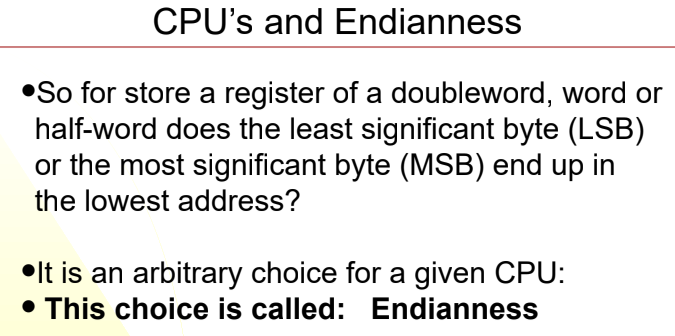 CPU's and Endianness
•So for store a register of a doubleword, word or
half-word does the least significant byte (LSB)
or the most significant byte (MSB) end up in
the lowest address?
•It is an arbitrary choice for a given CPU:
• This choice is called: Endianness